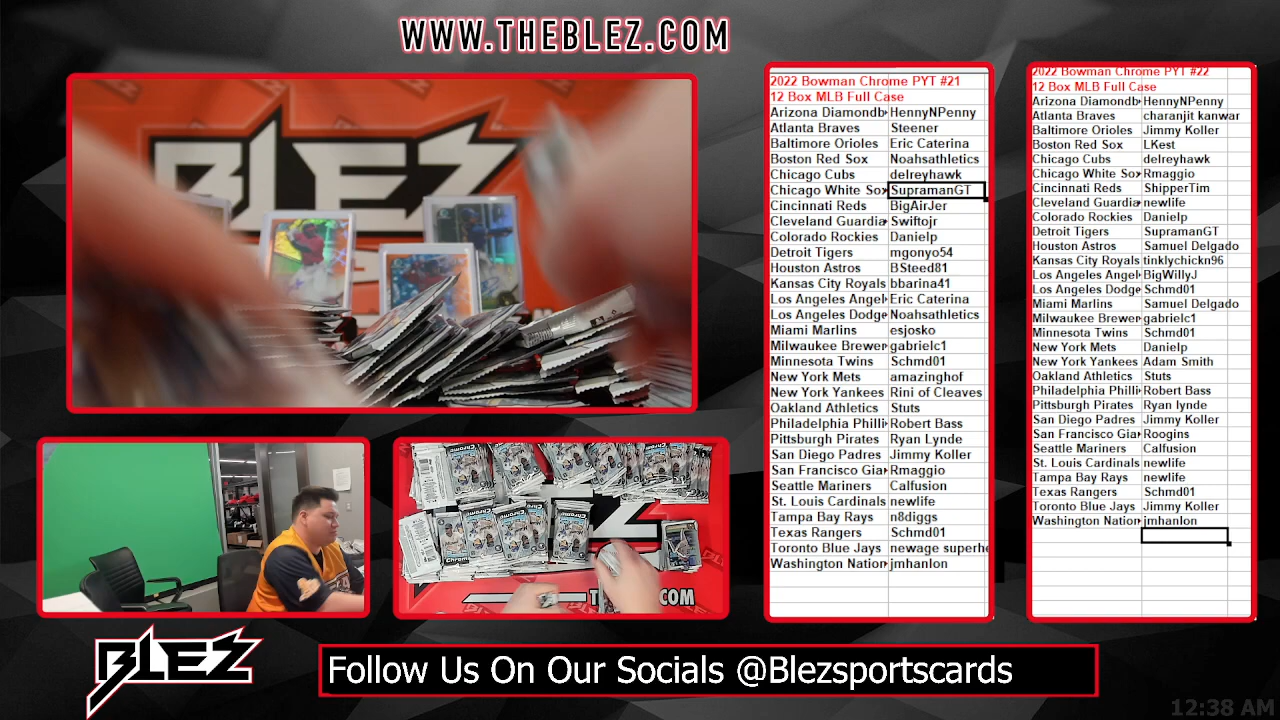 WWW.THEBLEZ.COM
BLEZ
2022 Bowman Chrome PYT #21
12 Box MLB Full Case
Arizona Diamondb HennyNPenny
Atlanta Braves Steener
Baltimore Orioles Eric Caterina
Boston Red Sox Noahsathletics
Chicago Cubs delreyhawk
Chicago White Sox SupramanGT
Cincinnati Reds BigAirJer
Cleveland Guardia Swiftojr
Colorado Rockies Danielp
Detroit Tigers mgonyo54
Houston Astros BSteed81
Kansas City Royals bbarina41
Los Angeles Angel Eric Caterina
Los Angeles Dodge Noahsathletics
Miami Marlins esjosko
Milwaukee Brewer gabrielc1
Minnesota Twins Schmd01
New York Mets amazinghof
New York Yankees Rini of Cleaves
Oakland Athletics Stuts
Philadelphia Philli Robert Bass
Pittsburgh Pirates Ryan Lynde
San Diego Padres Jimmy Koller
San Francisco Gia Rmaggio
Seattle Mariners Calfusion
St. Louis Cardinals newlife
Tampa Bay Rays n8diggs
Texas Rangers Schmd01
Toronto Blue Jays newage superhe
Washington Nation jmhanlon
2022 Bowman Chrome PYT #22
12 Box MLB Full Case
Arizona Diamondb HennyNPenny
Atlanta Braves charanjit kanwar
Baltimore Orioles Jimmy Koller
Boston Red Sox LKest
Chicago Cubs delreyhawk
Chicago White Sox Rmaggio
Cincinnati Reds ShipperTim
Cleveland Guardia newlife
Colorado Rockies Danielp
Detroit Tigers SupramanGT
Houston Astros Samuel Delgado
Kansas City Royals tinklychickn96
Los Angeles Angel BigWillyJ
Los Angeles Dodge Schmd01
Miami Marlins Samuel Delgado
Milwaukee Brewer gabrielc1
Minnesota Twins Schmd01
New York Mets Danielp
New York Yankees Adam Smith
Oakland Athletics Stuts
Philadelphia Philli Robert Bass
Pittsburgh Pirates Ryan lynde
San Diego Padres Jimmy Koller
San Francisco Gia Roogins
Seattle Mariners Calfusion
St. Louis Cardinals newlife
Tampa Bay Rays newlife
Texas Rangers Schmd01
Toronto Blue Jays Jimmy Koller
Washington Nation jmhanlon
BLEZ
Follow Us On Our Socials @Blezsportscards
12:38 AM